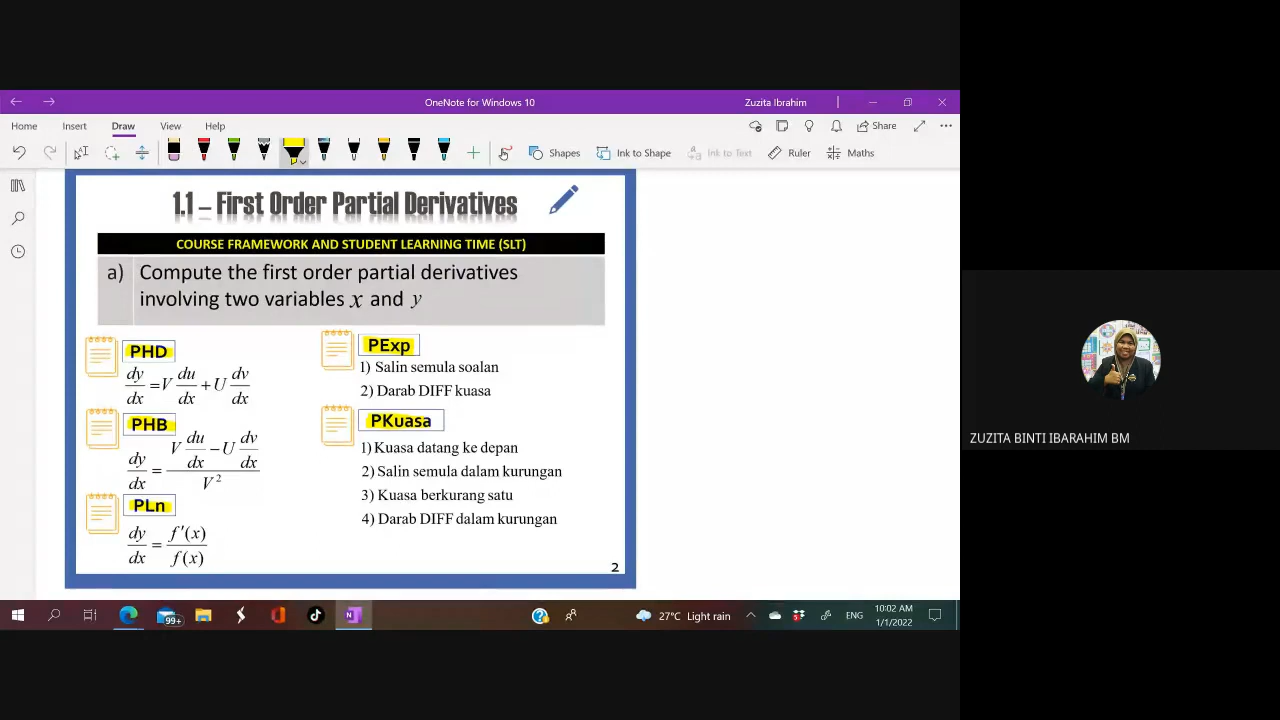 OneNote for Windows 10
Zuzita Ibrahim
Home Insert Draw View Help
Share
Shapes Ink to Shape Ink to Text Ruler Maths
1.1 – First Order Partial Derivatives
COURSE FRAMEWORK AND STUDENT LEARNING TIME (SLT)
a) Compute the first order partial derivatives
involving two variables x and y
PHD
dy/dx = V du/dx + U dv/dx
PHB
dy/dx = (V du/dx − U dv/dx) / V²
PLn
dy/dx = f'(x) / f(x)
PExp
1) Salin semula soalan
2) Darab DIFF kuasa
PKuasa
1) Kuasa datang ke depan
2) Salin semula dalam kurungan
3) Kuasa berkurang satu
4) Darab DIFF dalam kurungan
2
ZUZITA BINTI IBARAHIM BM
99+
27°C Light rain
ENG
10:02 AM
1/1/2022